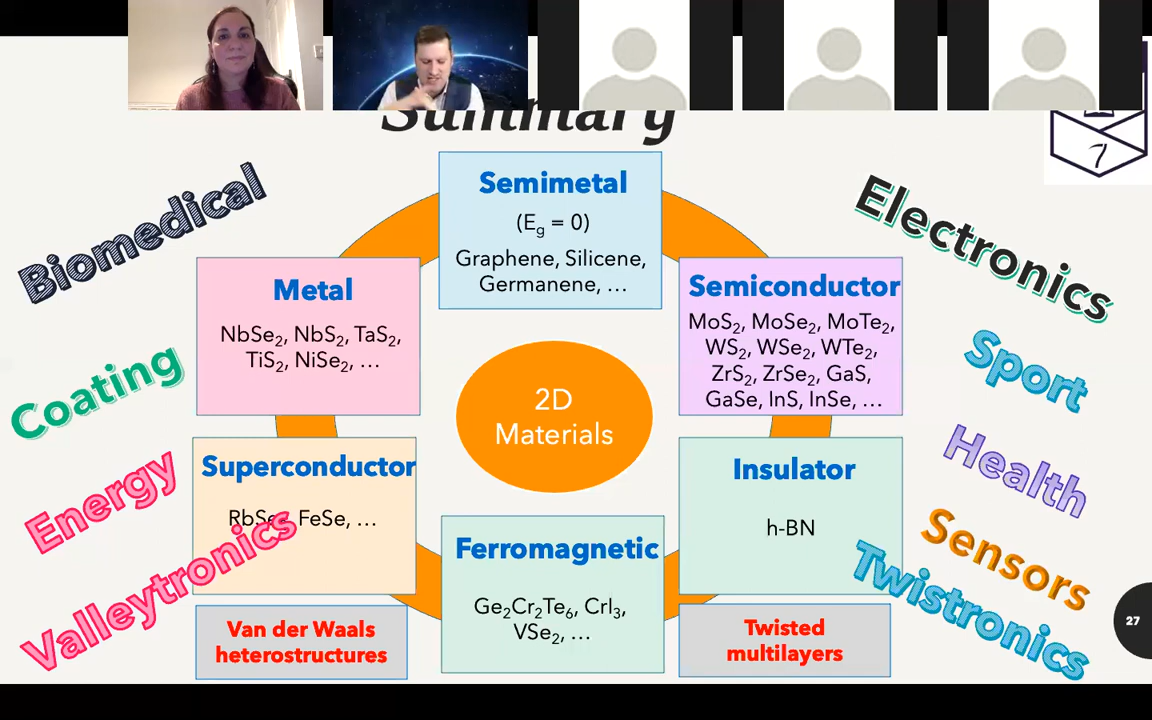 Summary
Biomedical
Coating
Energy
Valleytronics
Semimetal
(Eg = 0)
Graphene, Silicene,
Germanene, …
Metal
NbSe₂, NbS₂, TaS₂,
TiS₂, NiSe₂, …
Semiconductor
MoS₂, MoSe₂, MoTe₂,
WS₂, WSe₂, WTe₂,
ZrS₂, ZrSe₂, GaS,
GaSe, InS, InSe, …
2D
Materials
Superconductor
FeSe, …
Insulator
h-BN
Ferromagnetic
Ge₂Cr₂Te₆, CrI₃,
VSe₂, …
Van der Waals
heterostructures
Twisted
multilayers
Electronics
Sport
Health
Sensors
Twistronics
7
27